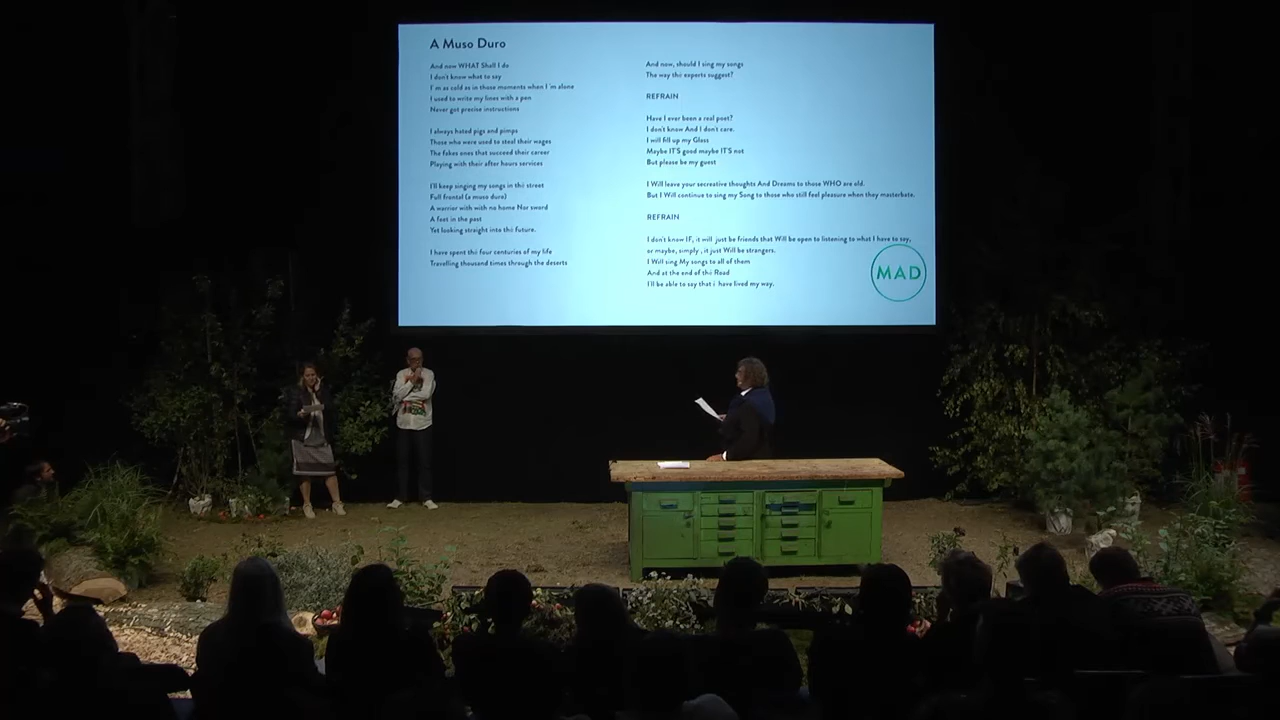 A Muso Duro
And now WHAT Shall I do
I don't know what to say
I'm as cold as in those moments when I'm alone
I used to write my lines with a pen
Never got precise instructions
I always hated pigs and pimps
Those who were used to steal their wages
The fakes ones that succeed their career
Playing with their after hours services
I'll keep singing my songs in thi street
Full frontal (a muso duro)
A warrior with with no home Nor sword
A foot in the past
Yet looking straight into thi future.
I have spent thi four centuries of my life
Travelling thousand times through the deserts
And now, should I sing my songs
The way thi experts suggest?
REFRAIN
Have I ever been a real poet?
I don't know And I don't care.
I will fill up my Glass
Maybe IT'S good maybe IT'S not
But please be my guest
I Will leave your secreative thoughts And Dreams to those WHO are old.
But I Will continue to sing my Song to those who still feel pleasure when they masterbate.
REFRAIN
I don't know IF, it will just be friends that Will be open to listening to what I have to say,
or maybe, simply , it just Will be strangers.
I Will sing My songs to all of them
And at the end of thi Road
I'll be able to say that i have lived my way.
MAD